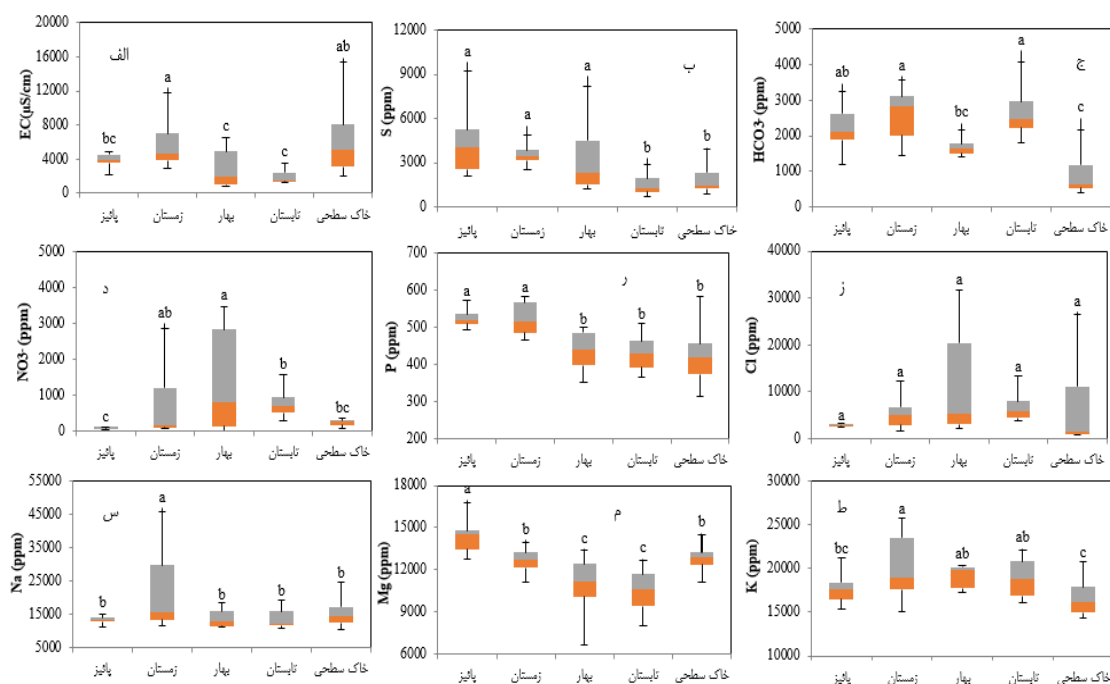 20000
16000
12000
8000
4000
0
EC(µS/cm)
الف
bc
a
c
c
ab
پائیز
زمستان
بهار
تابستان
خاک سطحی
12000
9000
6000
3000
0
S (ppm)
ب
a
a
a
b
b
پائیز
زمستان
بهار
تابستان
خاک سطحی
5000
4000
3000
2000
1000
0
HCO3- (ppm)
ج
ab
a
bc
a
c
پائیز
زمستان
بهار
تابستان
خاک سطحی
5000
4000
3000
2000
1000
0
NO3- (ppm)
د
c
ab
a
b
bc
پائیز
زمستان
بهار
تابستان
خاک سطحی
700
600
500
400
300
200
P (ppm)
ر
a
a
b
b
b
پائیز
زمستان
بهار
تابستان
خاک سطحی
40000
30000
20000
10000
0
Cl (ppm)
ز
a
a
a
a
a
پائیز
زمستان
بهار
تابستان
خاک سطحی
55000
45000
35000
25000
15000
5000
Na (ppm)
س
b
a
b
b
b
پائیز
زمستان
بهار
تابستان
خاک سطحی
18000
15000
12000
9000
6000
Mg (ppm)
م
a
b
c
c
b
پائیز
زمستان
بهار
تابستان
خاک سطحی
30000
25000
20000
15000
10000
K (ppm)
ط
bc
a
ab
ab
c
پائیز
زمستان
بهار
تابستان
خاک سطحی